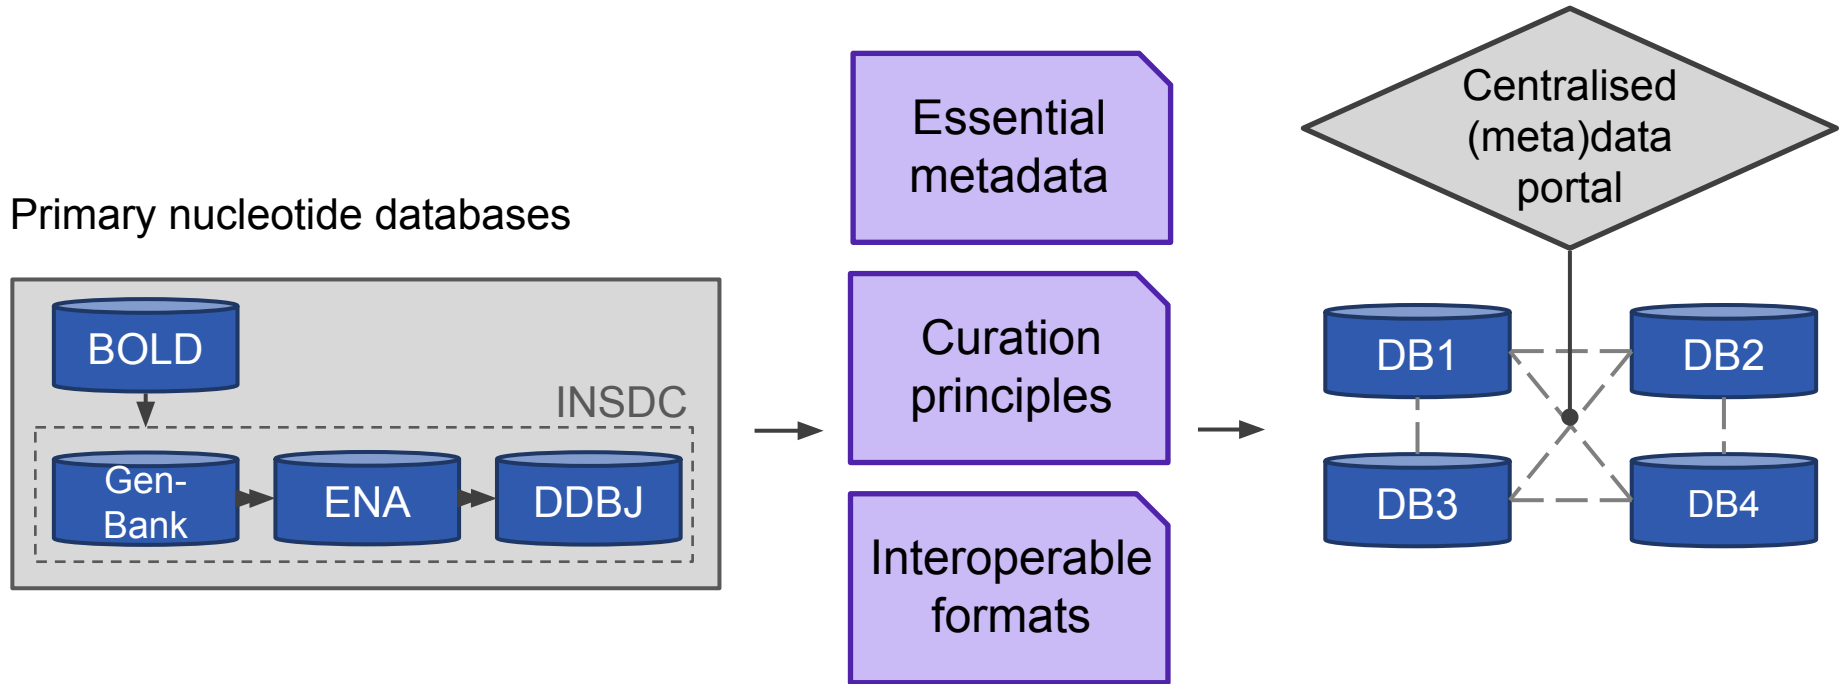 Primary nucleotide databases
BOLD
INSDC
Gen-
Bank
ENA
DDBJ
Essential
metadata
Curation
principles
Interoperable
formats
Centralised
(meta)data
portal
DB1
DB2
DB3
DB4